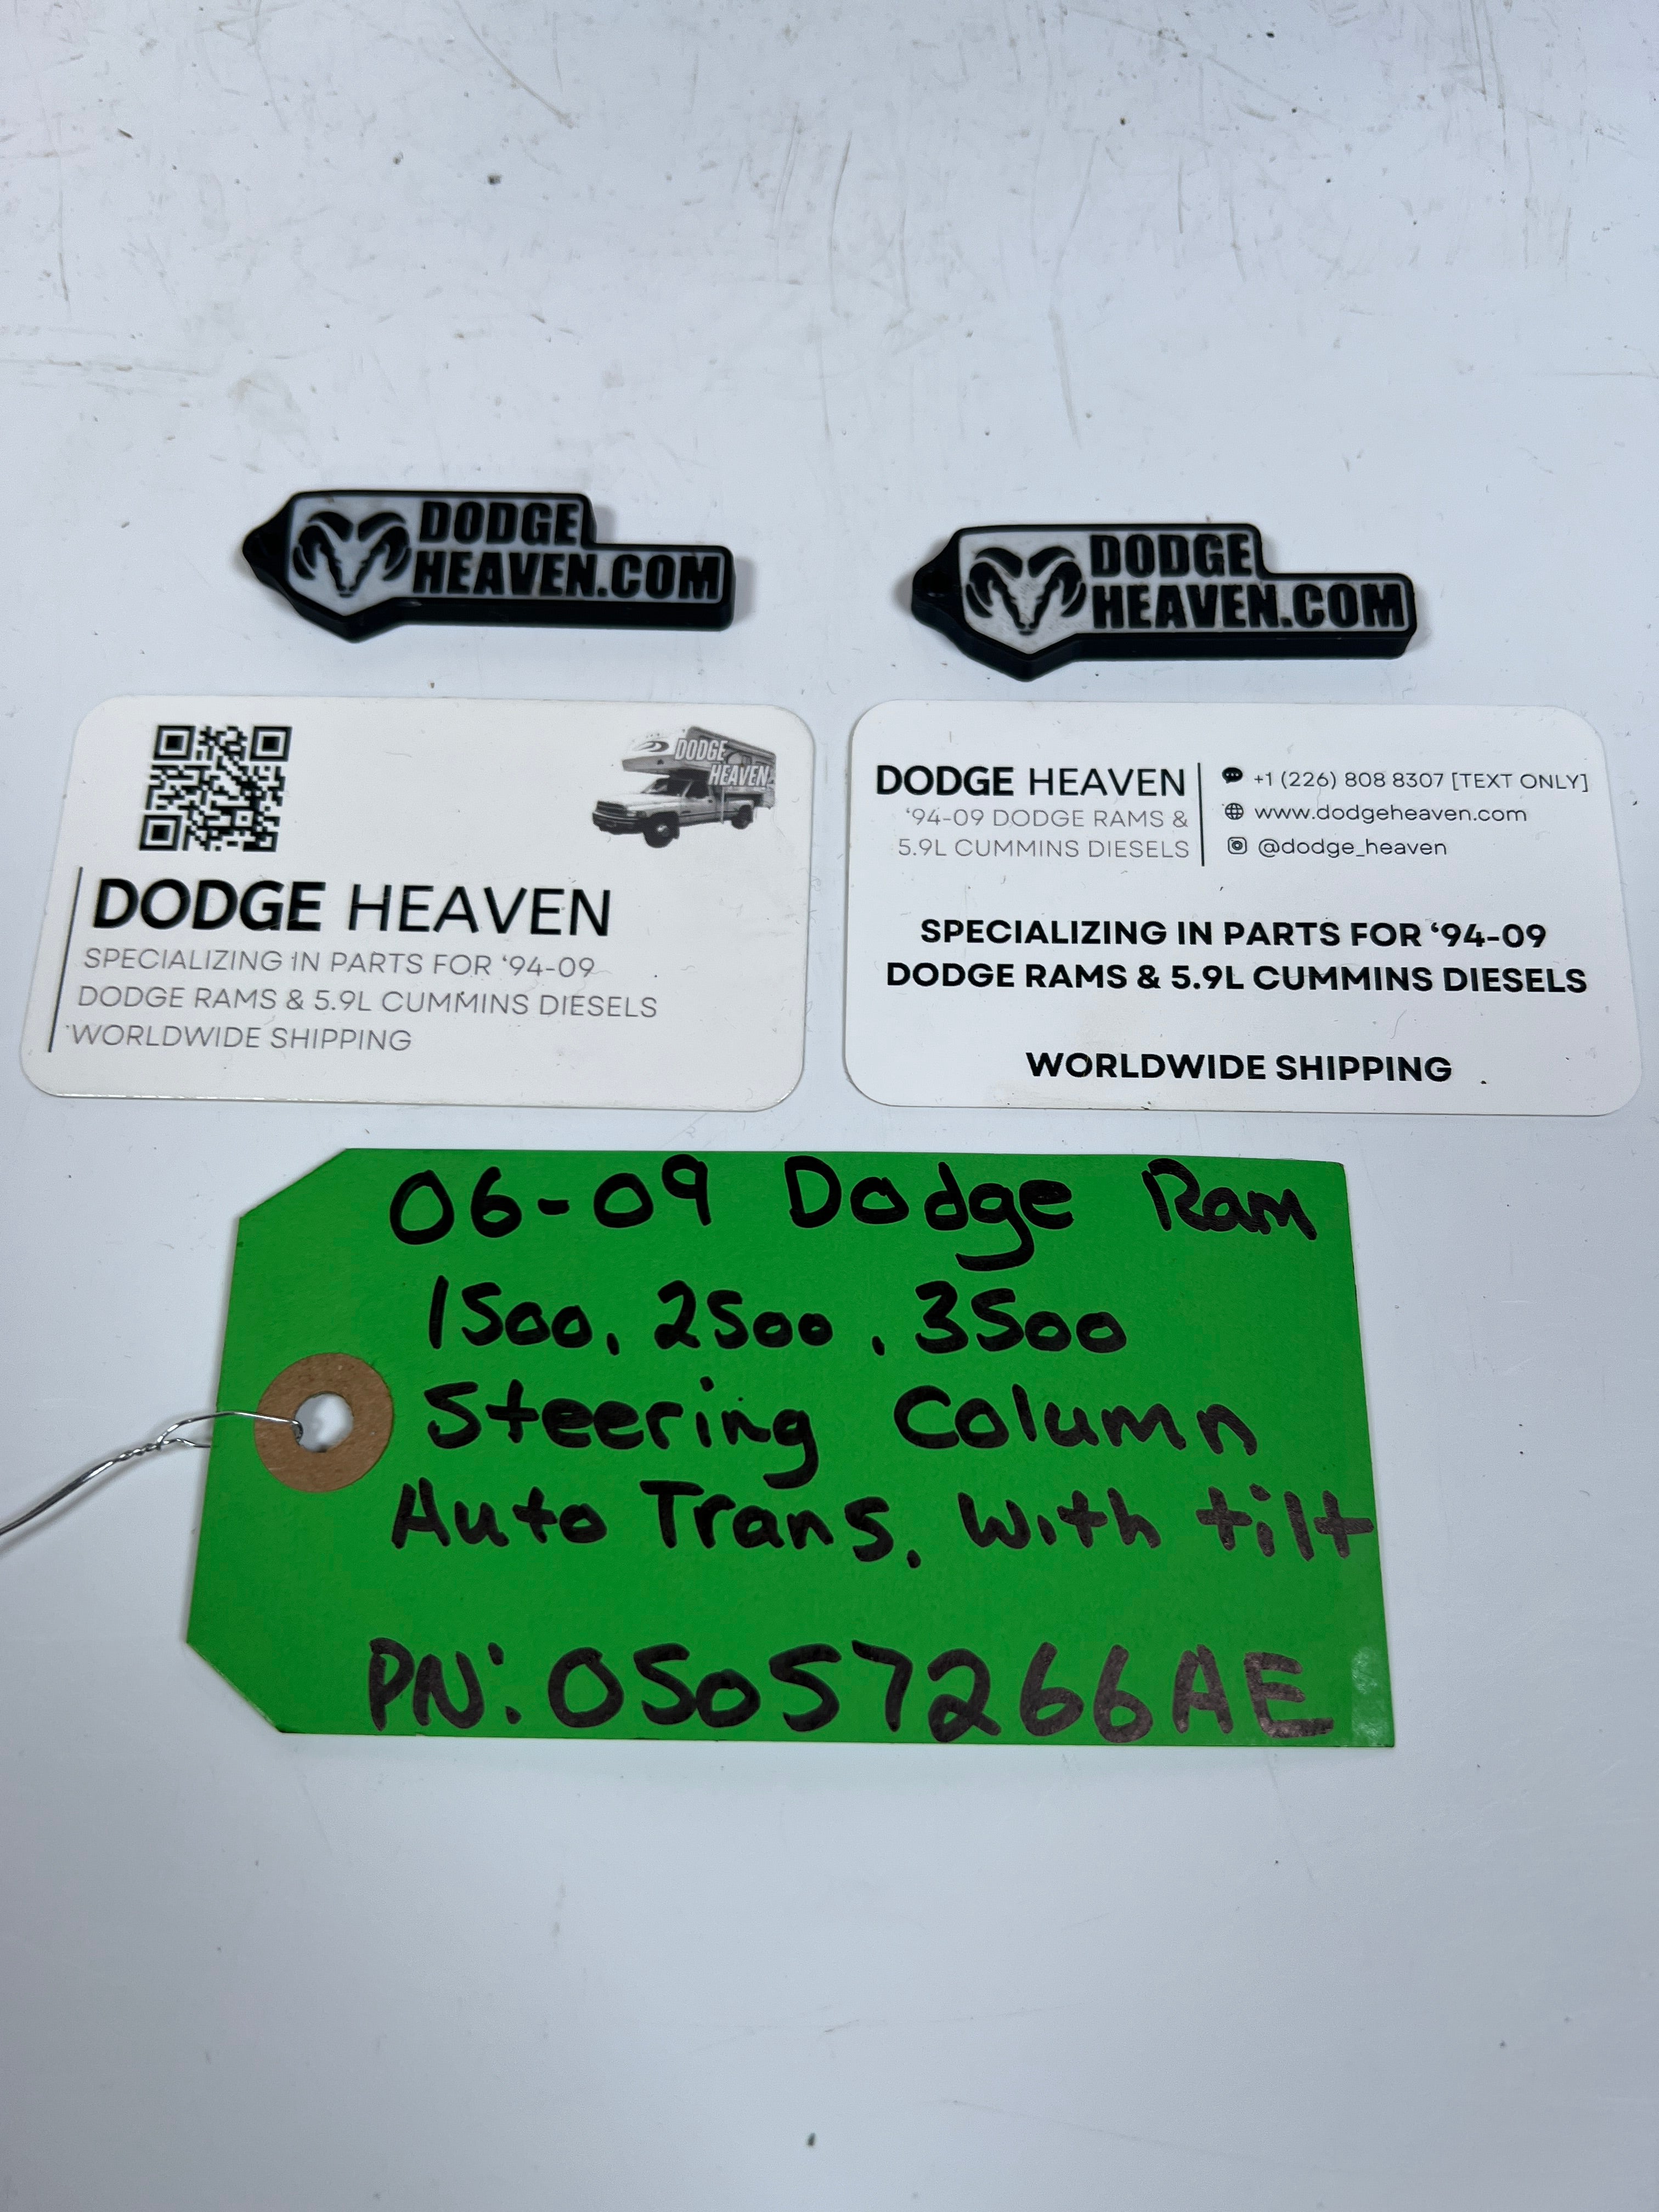 DODGE
HEAVEN.COM
DODGE
HEAVEN.COM
DODGE
HEAVEN
DODGE HEAVEN
SPECIALIZING IN PARTS FOR ‘94-09
DODGE RAMS & 5.9L CUMMINS DIESELS
WORLDWIDE SHIPPING
DODGE HEAVEN
‘94-09 DODGE RAMS &
5.9L CUMMINS DIESELS
+1 (226) 808 8307 [TEXT ONLY]
www.dodgeheaven.com
@dodge_heaven
SPECIALIZING IN PARTS FOR ‘94-09
DODGE RAMS & 5.9L CUMMINS DIESELS
WORLDWIDE SHIPPING
06-09 Dodge Ram
1500, 2500, 3500
Steering Column
Auto Trans. With tilt
PN: 05057266AE